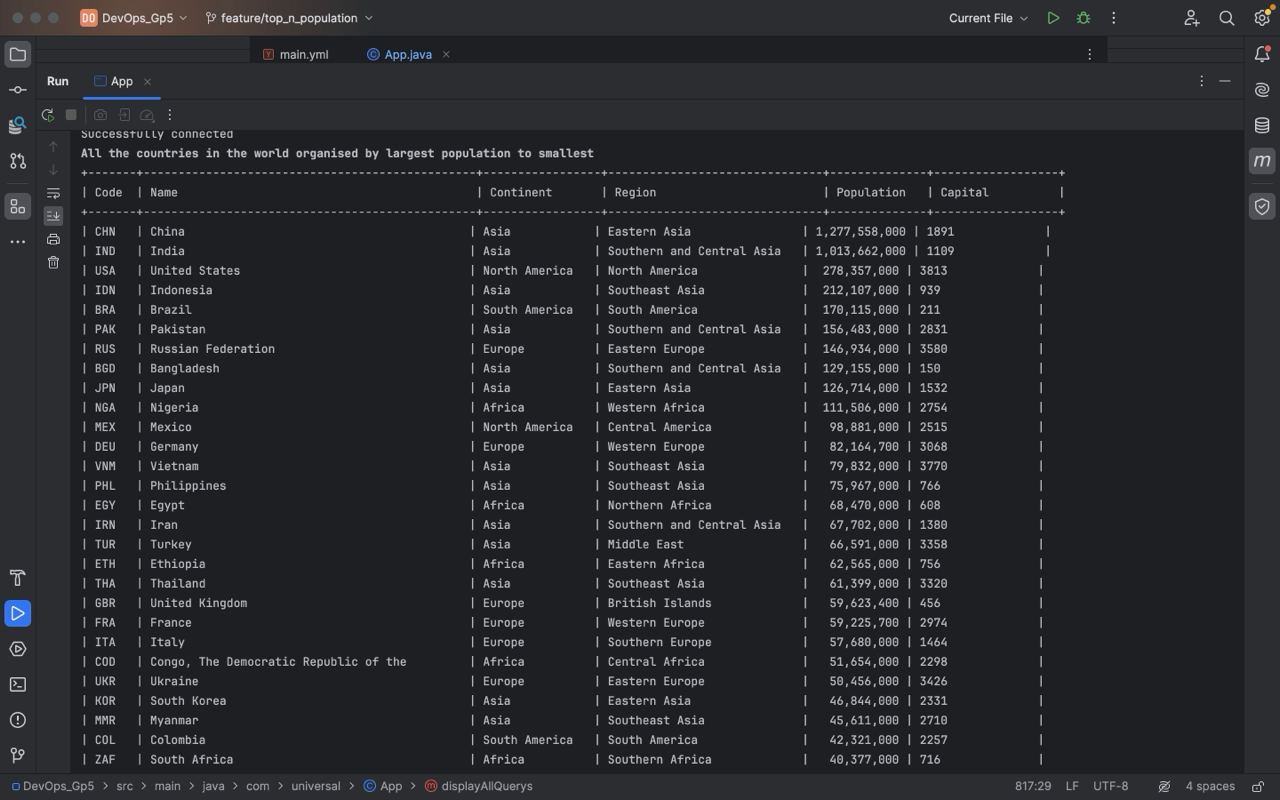 DO DevOps_Gp5 feature/top_n_population Current File
main.yml App.java
Run App
Successfully connected
All the countries in the world organised by largest population to smallest
+-------+------------------------------------------------+-----------------+--------------------------------+--------------+------------------+
| Code | Name | Continent | Region | Population | Capital |
+-------+------------------------------------------------+-----------------+--------------------------------+--------------+------------------+
| CHN | China | Asia | Eastern Asia | 1,277,558,000 | 1891 |
| IND | India | Asia | Southern and Central Asia | 1,013,662,000 | 1109 |
| USA | United States | North America | North America | 278,357,000 | 3813 |
| IDN | Indonesia | Asia | Southeast Asia | 212,107,000 | 939 |
| BRA | Brazil | South America | South America | 170,115,000 | 211 |
| PAK | Pakistan | Asia | Southern and Central Asia | 156,483,000 | 2831 |
| RUS | Russian Federation | Europe | Eastern Europe | 146,934,000 | 3580 |
| BGD | Bangladesh | Asia | Southern and Central Asia | 129,155,000 | 150 |
| JPN | Japan | Asia | Eastern Asia | 126,714,000 | 1532 |
| NGA | Nigeria | Africa | Western Africa | 111,506,000 | 2754 |
| MEX | Mexico | North America | Central America | 98,881,000 | 2515 |
| DEU | Germany | Europe | Western Europe | 82,164,700 | 3068 |
| VNM | Vietnam | Asia | Southeast Asia | 79,832,000 | 3770 |
| PHL | Philippines | Asia | Southeast Asia | 75,967,000 | 766 |
| EGY | Egypt | Africa | Northern Africa | 68,470,000 | 608 |
| IRN | Iran | Asia | Southern and Central Asia | 67,702,000 | 1380 |
| TUR | Turkey | Asia | Middle East | 66,591,000 | 3358 |
| ETH | Ethiopia | Africa | Eastern Africa | 62,565,000 | 756 |
| THA | Thailand | Asia | Southeast Asia | 61,399,000 | 3320 |
| GBR | United Kingdom | Europe | British Islands | 59,623,400 | 456 |
| FRA | France | Europe | Western Europe | 59,225,700 | 2974 |
| ITA | Italy | Europe | Southern Europe | 57,680,000 | 1464 |
| COD | Congo, The Democratic Republic of the | Africa | Central Africa | 51,654,000 | 2298 |
| UKR | Ukraine | Europe | Eastern Europe | 50,456,000 | 3426 |
| KOR | South Korea | Asia | Eastern Asia | 46,844,000 | 2331 |
| MMR | Myanmar | Asia | Southeast Asia | 45,611,000 | 2710 |
| COL | Colombia | South America | South America | 42,321,000 | 2257 |
| ZAF | South Africa | Africa | Southern Africa | 40,377,000 | 716 |
DevOps_Gp5 > src > main > java > com > universal > App > displayAllQuerys 817:29 LF UTF-8 4 spaces